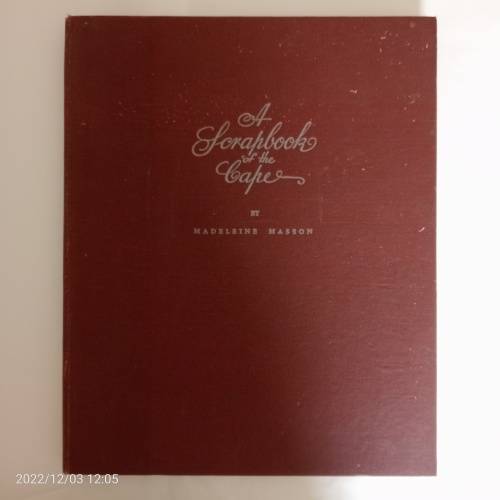 A
Scrapbook
of the
Cape
BY
MADELEINE MASSON
2022/12/03 12:05